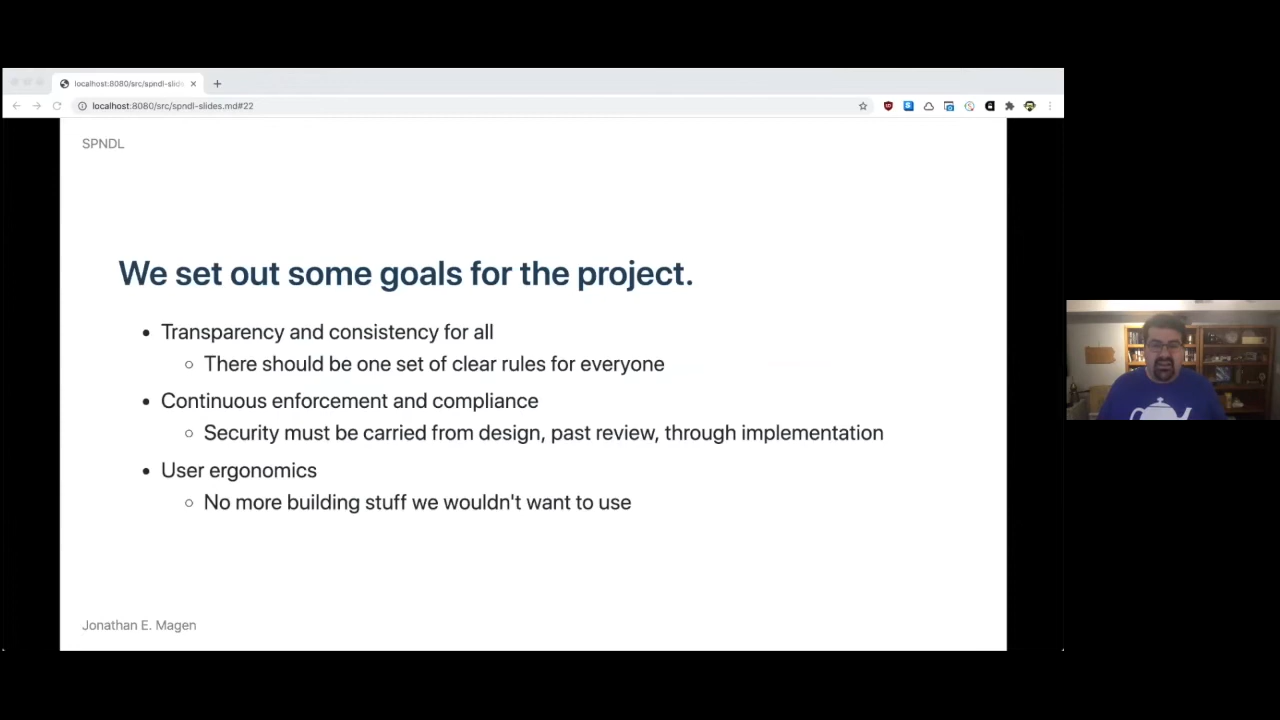 localhost:8080/src/spndl-slide
localhost:8080/src/spndl-slides.md#22
SPNDL
We set out some goals for the project.
• Transparency and consistency for all
○ There should be one set of clear rules for everyone
• Continuous enforcement and compliance
○ Security must be carried from design, past review, through implementation
• User ergonomics
○ No more building stuff we wouldn't want to use
Jonathan E. Magen